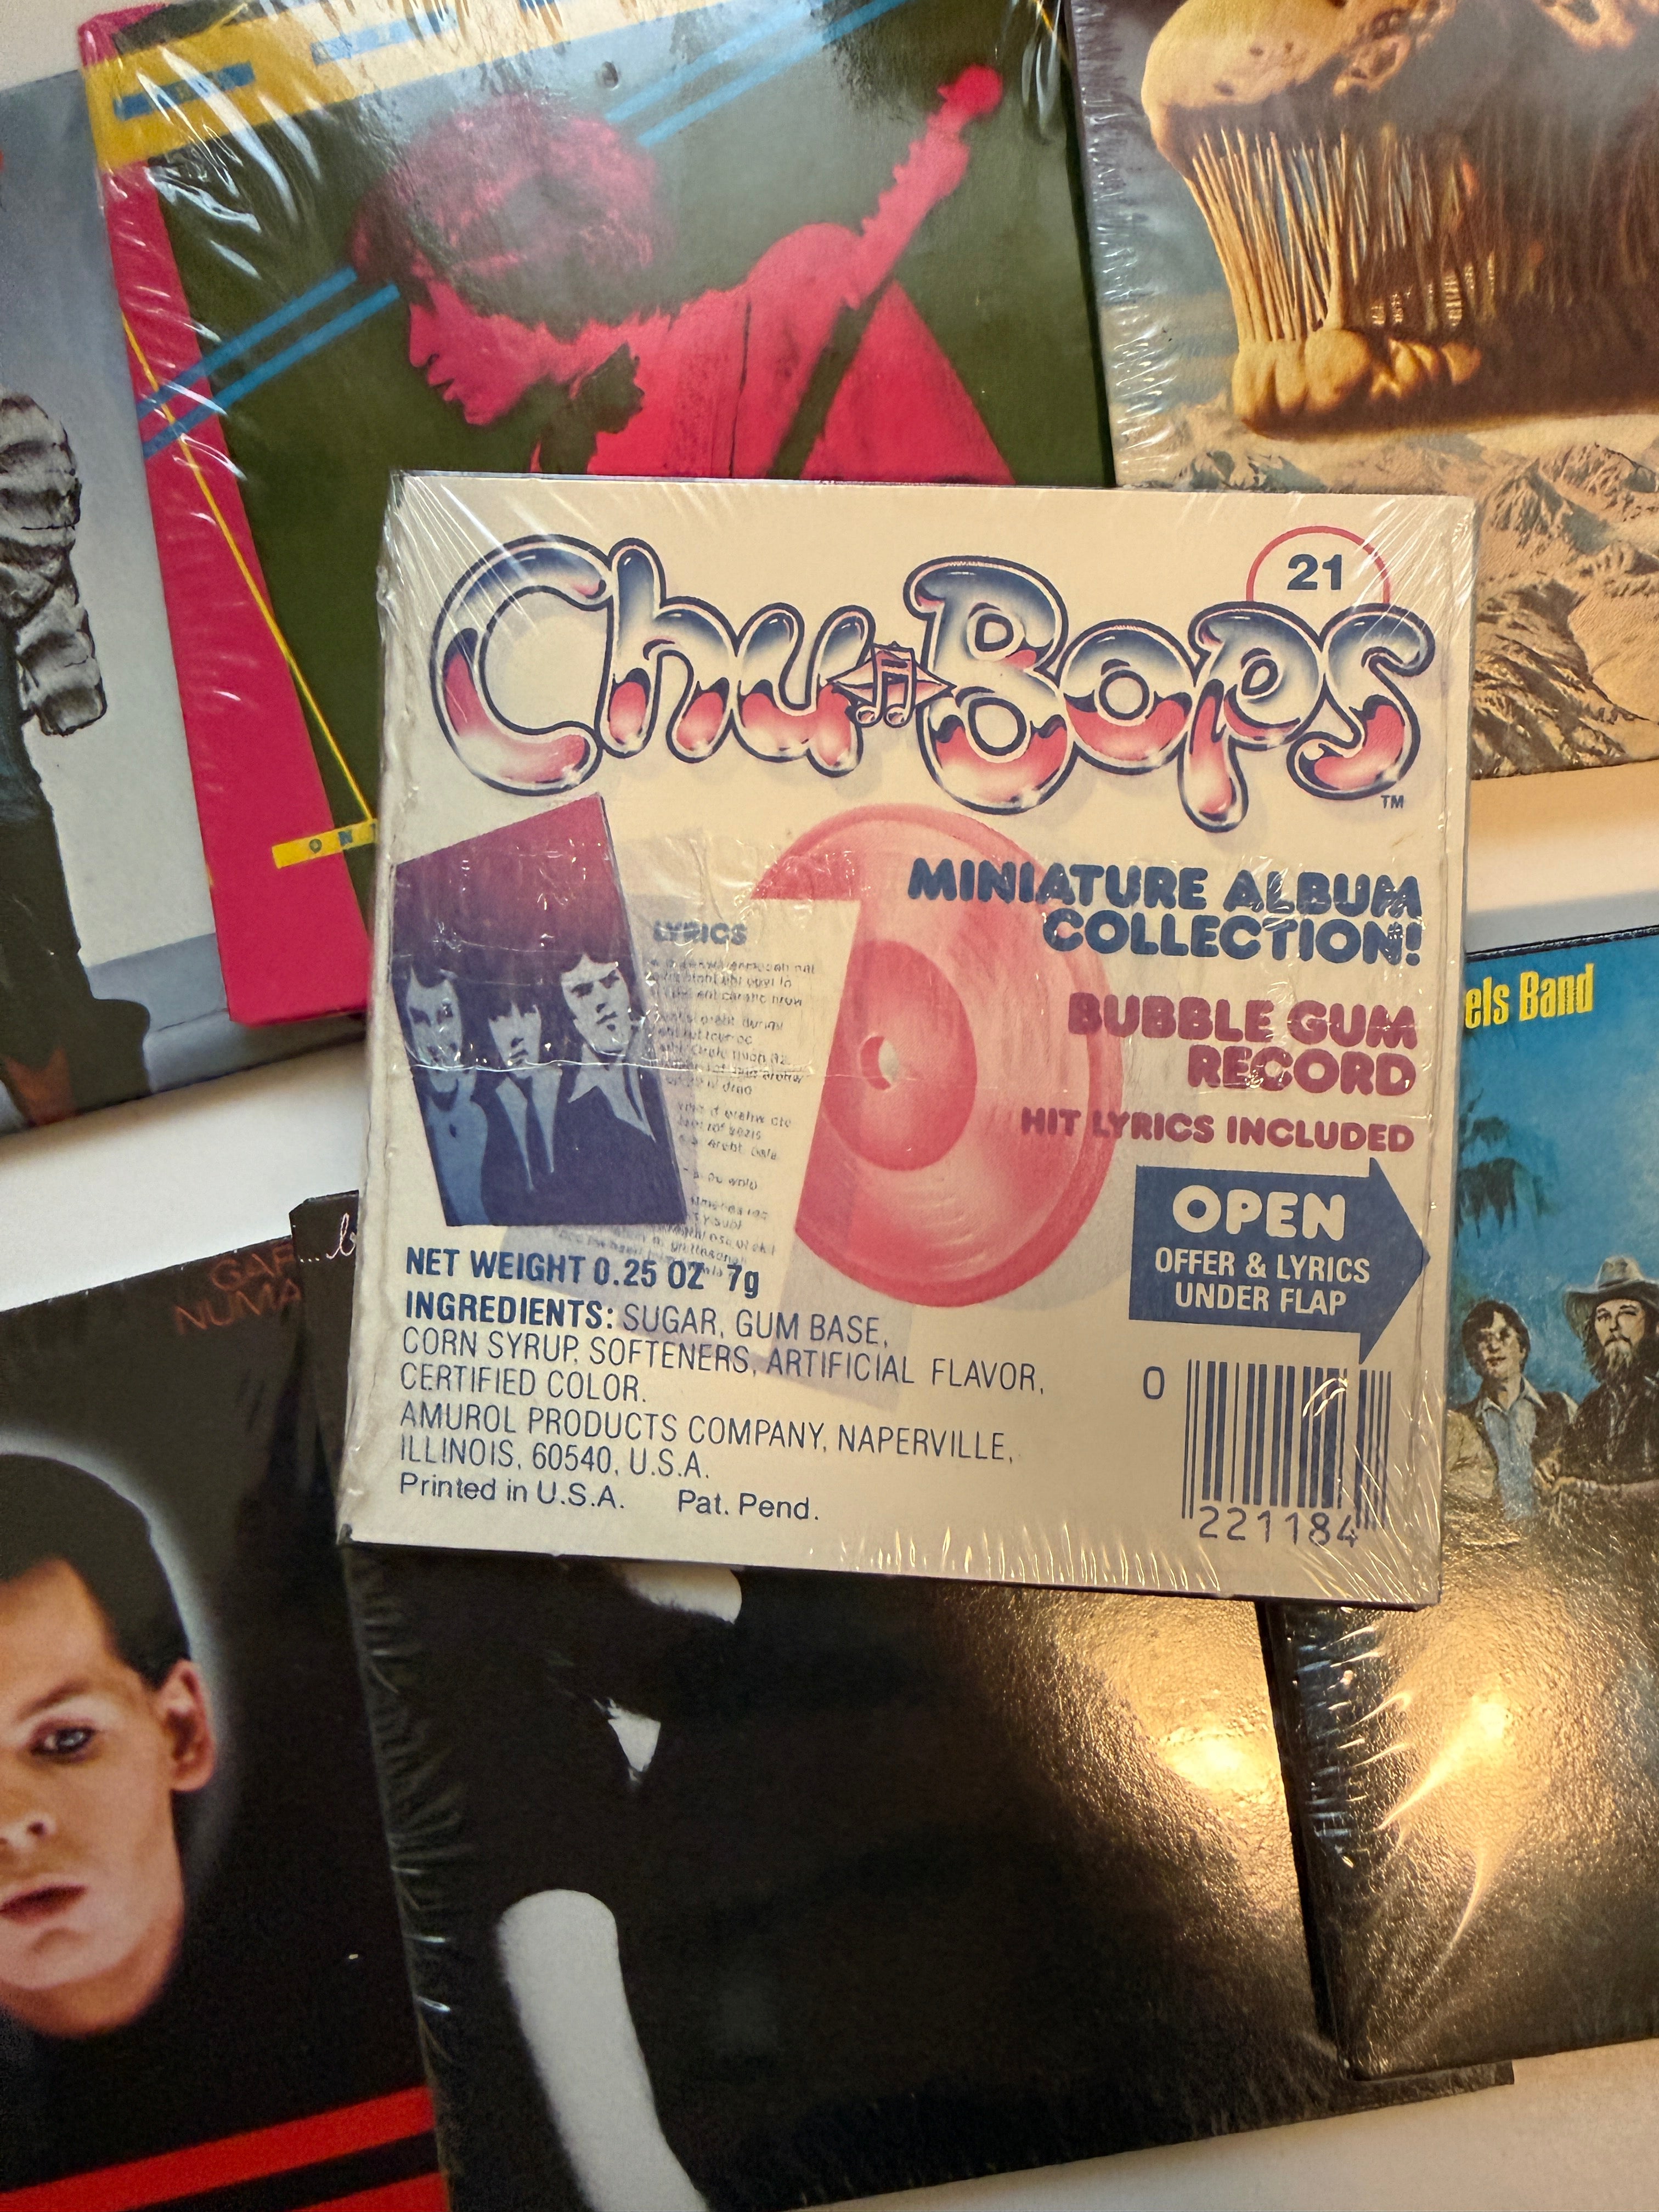 21
Chu Bops
TM
MINIATURE ALBUM
COLLECTION!
LYRICS
BUBBLE GUM
RECORD
HIT LYRICS INCLUDED
OPEN
OFFER & LYRICS
UNDER FLAP
NET WEIGHT 0.25 OZ 7g
INGREDIENTS: SUGAR, GUM BASE,
CORN SYRUP, SOFTENERS, ARTIFICIAL FLAVOR,
CERTIFIED COLOR.
AMUROL PRODUCTS COMPANY, NAPERVILLE,
ILLINOIS, 60540, U.S.A.
Printed in U.S.A. Pat. Pend.
0
221184
els Band
GAR
NUMA